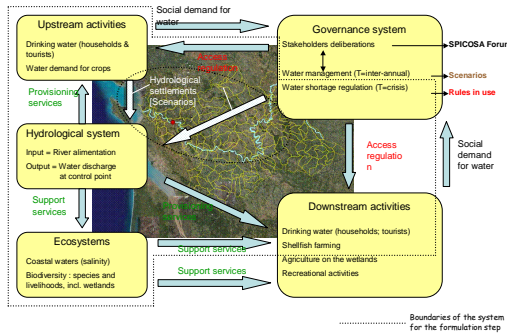 Upstream activities
Drinking water (households &
tourists)
Water demand for crops
Social demand for
water
Governance system
Stakeholders deliberations
SPICOSA Forum
Water management (T=inter-annual)
Scenarios
Water shortage regulation (T=crisis)
Rules in use
Access
regulation
Hydrological
settlements
[Scenarios]
Provisioning
services
Hydrological system
Input = River alimentation
Output = Water discharge
at control point
Access
regulatio
n
Social
demand
for water
Support
services
Ecosystems
Coastal waters (salinity)
Biodiversity : species and
livelihoods, incl. wetlands
Support services
Support services
Downstream activities
Drinking water (households; tourists)
Shellfish farming
Agriculture on the wetlands
Recreational activities
Boundaries of the system
for the formulation step